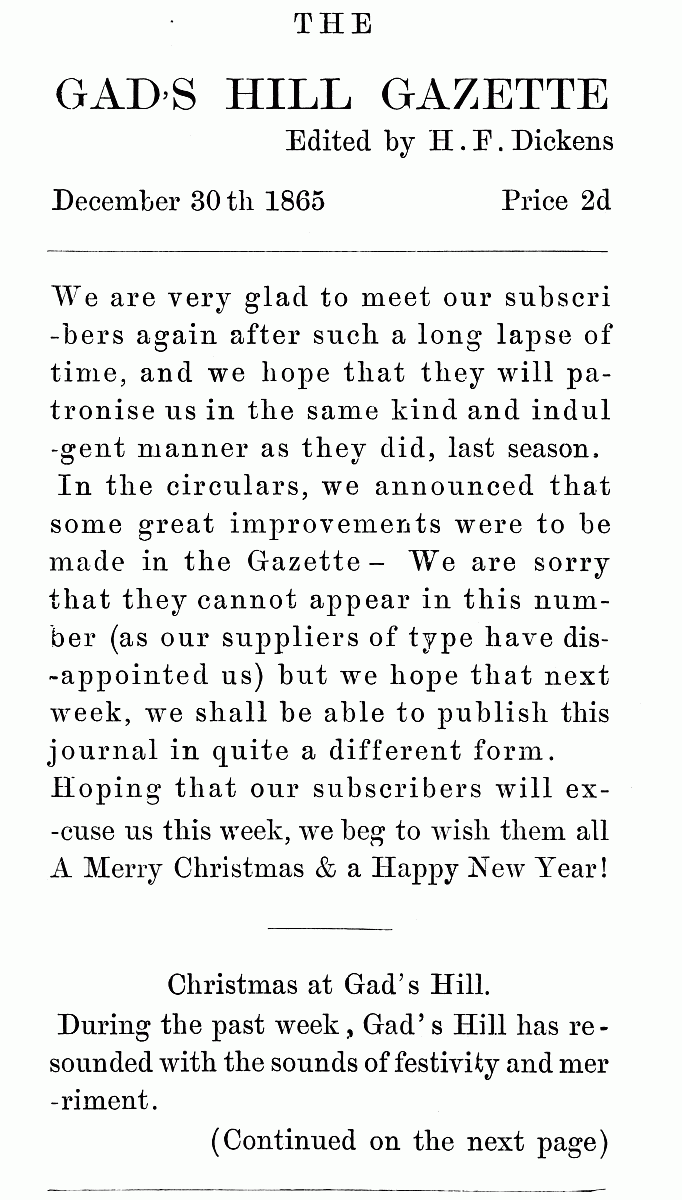 THE
GAD'S HILL GAZETTE
Edited by H. F. Dickens
December 30th 1865 Price 2d
We are very glad to meet our subscri
-bers again after such a long lapse of
time, and we hope that they will pa-
tronise us in the same kind and indul
-gent manner as they did, last season.
In the circulars, we announced that
some great improvements were to be
made in the Gazette - We are sorry
that they cannot appear in this num-
ber (as our suppliers of type have dis-
-appointed us) but we hope that next
week, we shall be able to publish this
journal in quite a different form.
Hoping that our subscribers will ex-
-cuse us this week, we beg to wish them all
A Merry Christmas & a Happy New Year!
Christmas at Gad's Hill.
During the past week, Gad's Hill has re-
sounded with the sounds of festivity and mer
-riment.
(Continued on the next page)